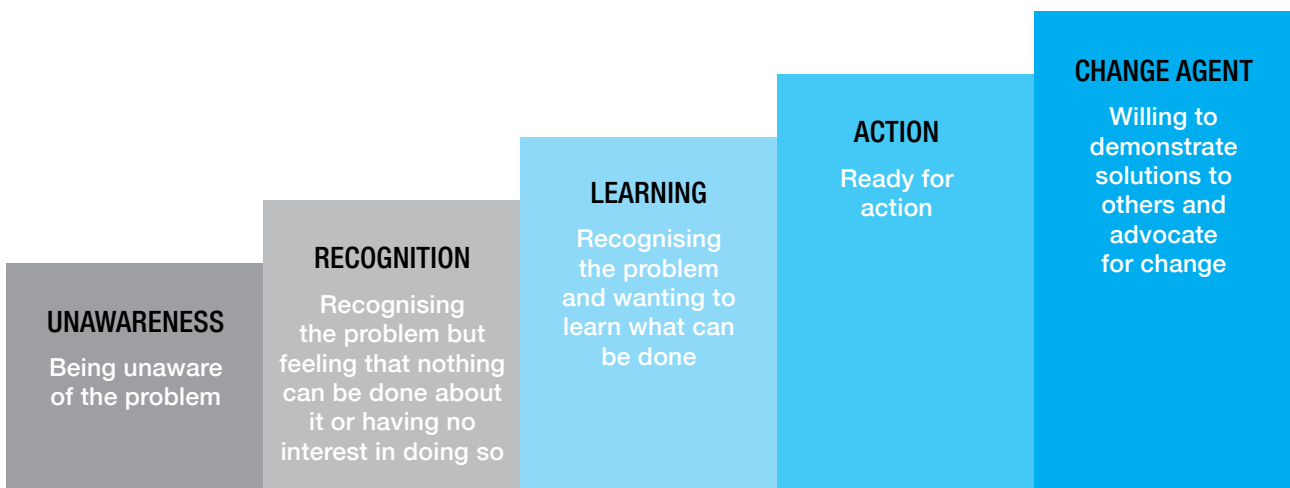 UNAWARENESS
Being unaware
of the problem
RECOGNITION
Recognising
the problem but
feeling that nothing
can be done about
it or having no
interest in doing so
LEARNING
Recognising
the problem
and wanting to
learn what can
be done
ACTION
Ready for
action
CHANGE AGENT
Willing to
demonstrate
solutions to
others and
advocate
for change